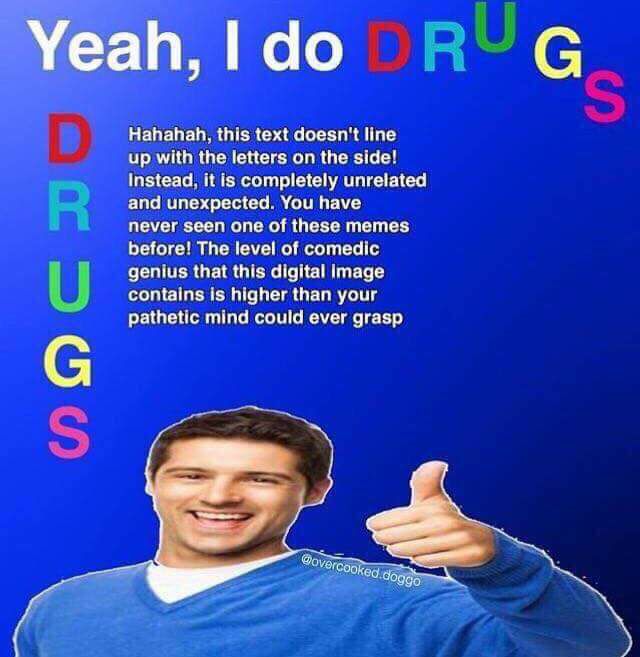 Yeah, I do DRUGS
D
R
U
G
S
Hahahah, this text doesn't line
up with the letters on the side!
Instead, it is completely unrelated
and unexpected. You have
never seen one of these memes
before! The level of comedic
genius that this digital image
contains is higher than your
pathetic mind could ever grasp
@overcooked.doggo